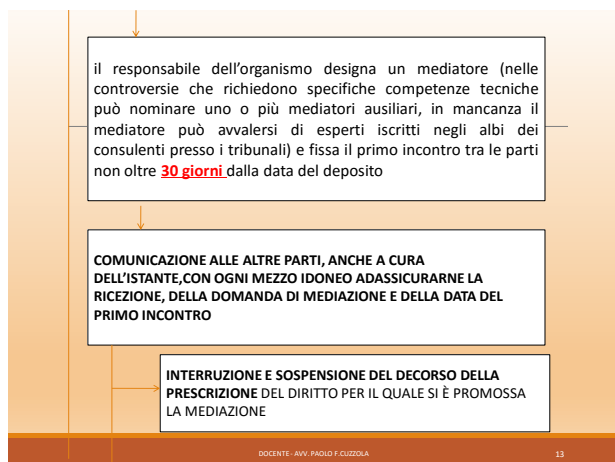 il responsabile dell'organismo designa un mediatore (nelle
controversie che richiedono specifiche competenze tecniche
può nominare uno o più mediatori ausiliari, in mancanza il
mediatore può avvalersi di esperti iscritti negli albi dei
consulenti presso i tribunali) e fissa il primo incontro tra le parti
non oltre 30 giorni dalla data del deposito
COMUNICAZIONE ALLE ALTRE PARTI, ANCHE A CURA
DELL'ISTANTE,CON OGNI MEZZO IDONEO ADASSICURARNE LA
RICEZIONE, DELLA DOMANDA DI MEDIAZIONE E DELLA DATA DEL
PRIMO INCONTRO
INTERRUZIONE E SOSPENSIONE DEL DECORSO DELLA
PRESCRIZIONE DEL DIRITTO PER IL QUALE SI È PROMOSSA
LA MEDIAZIONE
DOCENTE - AVV. PAOLO F.CUZZOLA
13